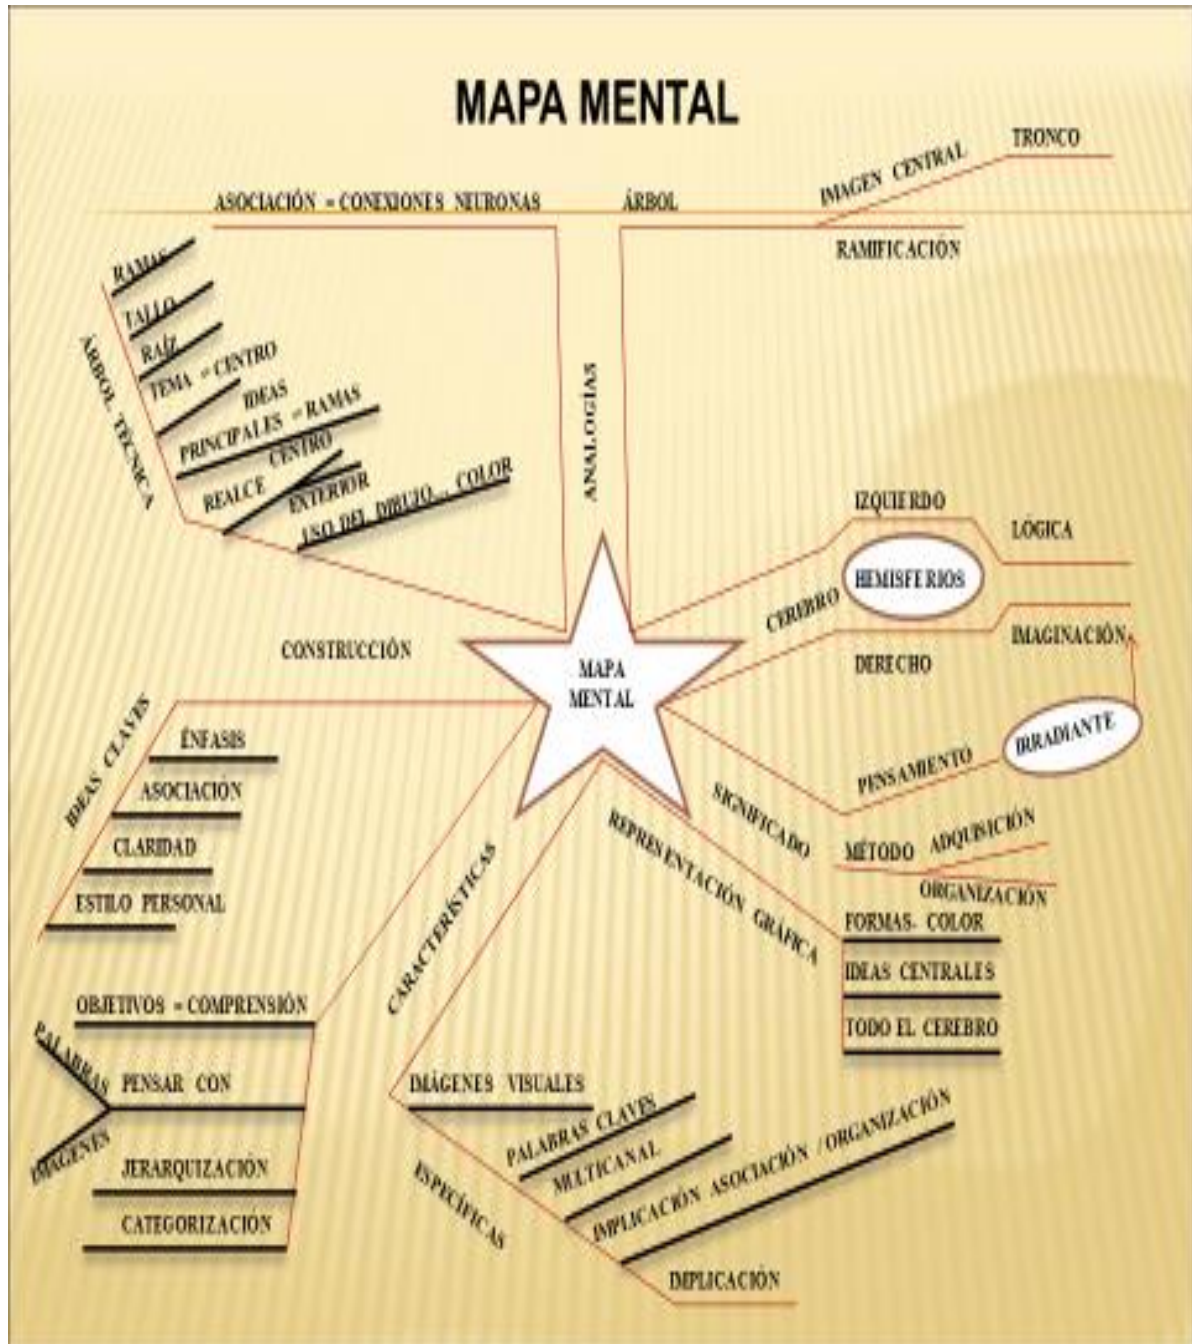 MAPA MENTAL
ASOCIACIÓN = CONEXIONES NEURONAS
ÁRBOL
IMAGEN CENTRAL
TRONCO
RAMIFICACIÓN
ANALOGÍAS
ÁRBOL TÉCNICA
RAMAS
TALLO
RAÍZ
TEMA = CENTRO
IDEAS
PRINCIPALES = RAMAS
REALCE
CENTRO
EXTERIOR
USO DEL DIBUJO... COLOR
CONSTRUCCIÓN
MAPA
MENTAL
CEREBRO
IZQUIERDO
LÓGICA
HEMISFERIOS
DERECHO
IMAGINACIÓN
IRRADIANTE
PENSAMIENTO
SIGNIFICADO
MÉTODO
ADQUISICIÓN
ORGANIZACIÓN
REPRESENTACIÓN GRÁFICA
FORMAS- COLOR
IDEAS CENTRALES
TODO EL CEREBRO
IDEAS CLAVES
ÉNFASIS
ASOCIACIÓN
CLARIDAD
ESTILO PERSONAL
OBJETIVOS = COMPRENSIÓN
PALABRAS
PENSAR CON
IMÁGENES
JERARQUIZACIÓN
CATEGORIZACIÓN
CARACTERÍSTICAS
IMÁGENES VISUALES
ESPECÍFICAS
PALABRAS CLAVES
MULTICANAL
IMPLICACIÓN ASOCIACIÓN / ORGANIZACIÓN
IMPLICACIÓN